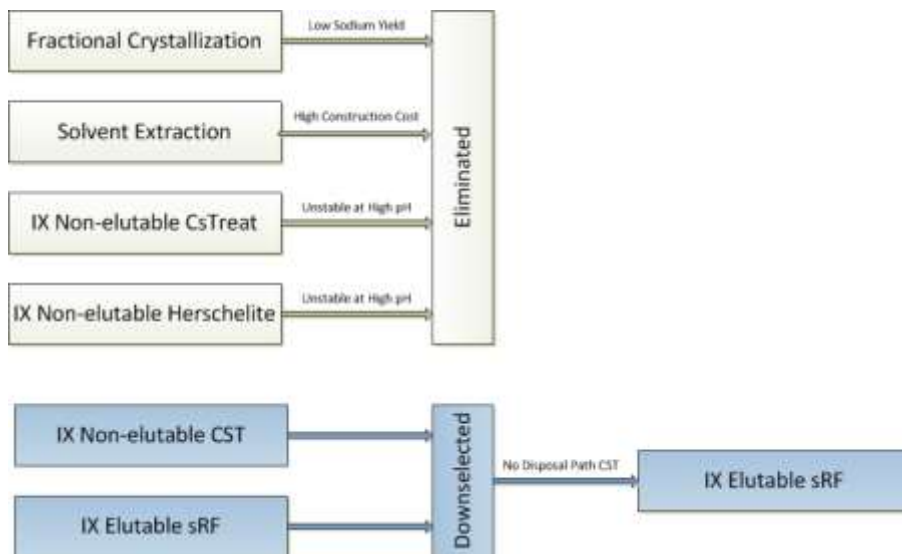 Fractional Crystallization
Low Sodium Yield
Solvent Extraction
High Construction Cost
IX Non-elutable CsTreat
Unstable at High pH
IX Non-elutable Herschelite
Unstable at High pH
Eliminated
IX Non-elutable CST
IX Elutable sRF
Downselected
No Disposal Path CST
IX Elutable sRF